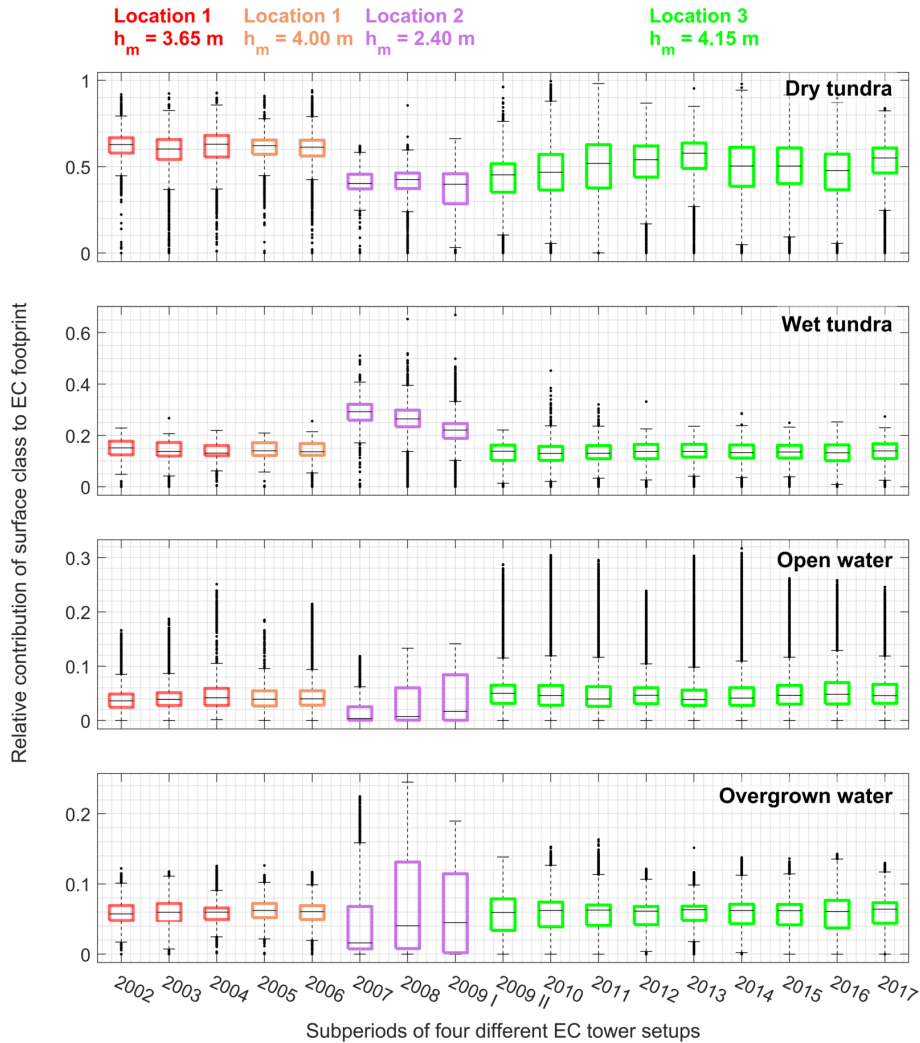 Location 1
h_m = 3.65 m
Location 1
h_m = 4.00 m
Location 2
h_m = 2.40 m
Location 3
h_m = 4.15 m
Dry tundra
1
0.5
0
Wet tundra
0.6
0.4
0.2
0
Open water
0.3
0.2
0.1
0
Overgrown water
0.2
0.1
0
Relative contribution of surface class to EC footprint
2002 2003 2004 2005 2006 2007 2008 2009 I 2009 II 2010 2011 2012 2013 2014 2015 2016 2017
Subperiods of four different EC tower setups